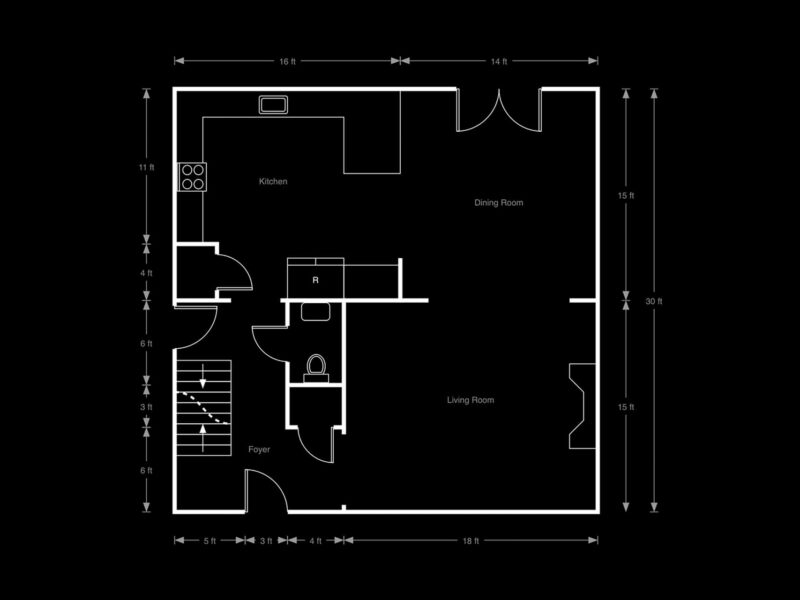 16 ft
14 ft
11 ft
Kitchen
15 ft
Dining Room
4 ft
R
30 ft
6 ft
Living Room
3 ft
15 ft
Foyer
6 ft
5 ft
3 ft
4 ft
18 ft